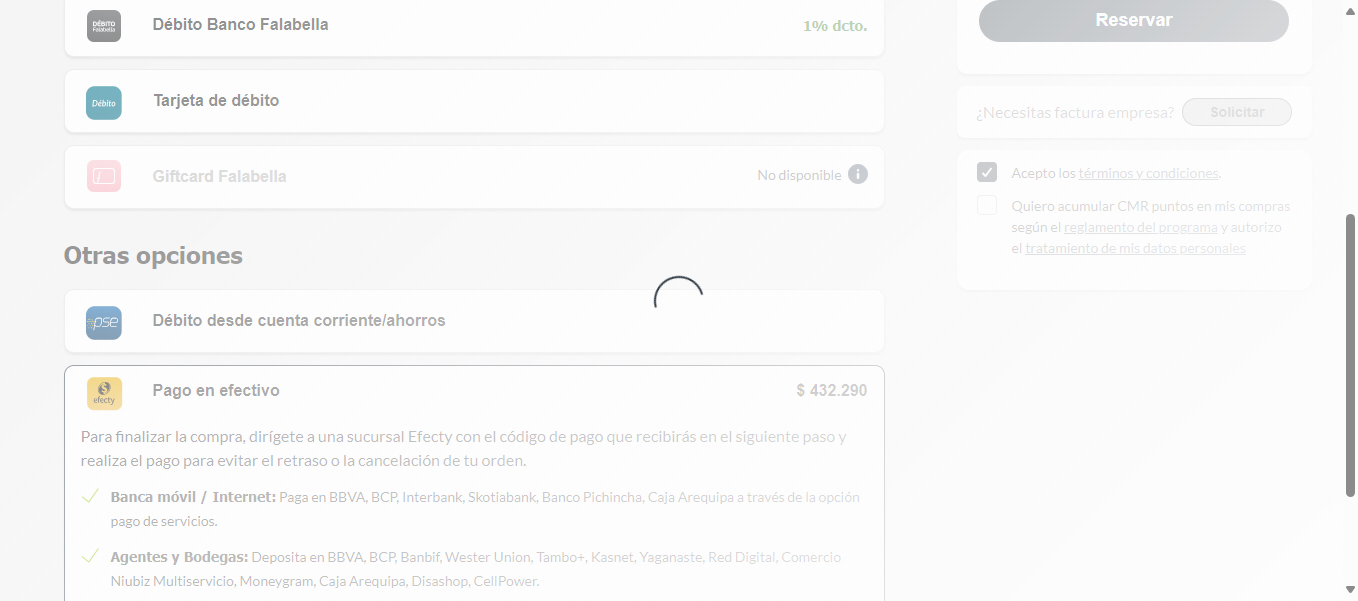 DÉBITO
Falabella
Débito Banco Falabella
1% dcto.
Débito
Tarjeta de débito
Giftcard Falabella
No disponible i
Otras opciones
pse
Débito desde cuenta corriente/ahorros
efecty
Pago en efectivo
$ 432.290
Para finalizar la compra, dirígete a una sucursal Efecty con el código de pago que recibirás en el siguiente paso y
realiza el pago para evitar el retraso o la cancelación de tu orden.
Banca móvil / Internet: Paga en BBVA, BCP, Interbank, Skotiabank, Banco Pichincha, Caja Arequipa a través de la opción
pago de servicios.
Agentes y Bodegas: Deposita en BBVA, BCP, Banbif, Wester Union, Tambo+, Kasnet, Yaganaste, Red Digital, Comercio
Niubiz Multiservicio, Moneygram, Caja Arequipa, Disashop, CellPower.
Reservar
¿Necesitas factura empresa? Solicitar
Acepto los términos y condiciones.
Quiero acumular CMR puntos en mis compras
según el reglamento del programa y autorizo
el tratamiento de mis datos personales